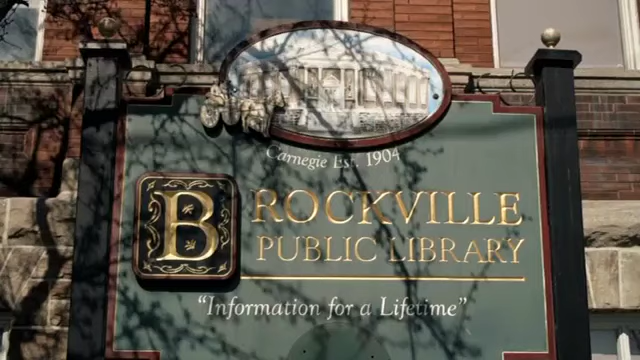 Carnegie Est. 1904
BROCKVILLE
PUBLIC LIBRARY
"Information for a Lifetime"